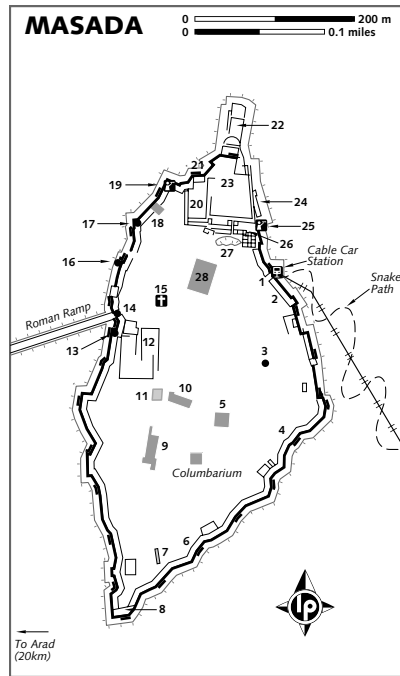 MASADA
0 200 m
0 0.1 miles
22
21
19
23
20
24
17
18
25
26
27
Cable Car
Station
16
1
Snake
Path
28
2
15
Roman Ramp
14
13
12
3
11
10
5
4
9
Columbarium
6
7
8
lp
To Arad
(20km)